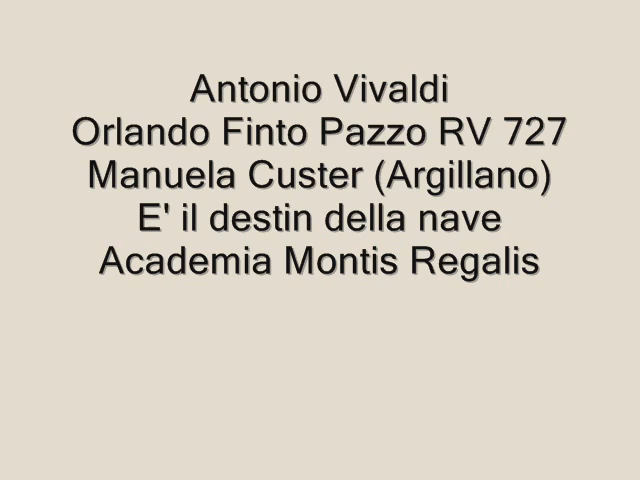 Antonio Vivaldi
Orlando Finto Pazzo RV 727
Manuela Custer (Argillano)
E' il destin della nave
Academia Montis Regalis